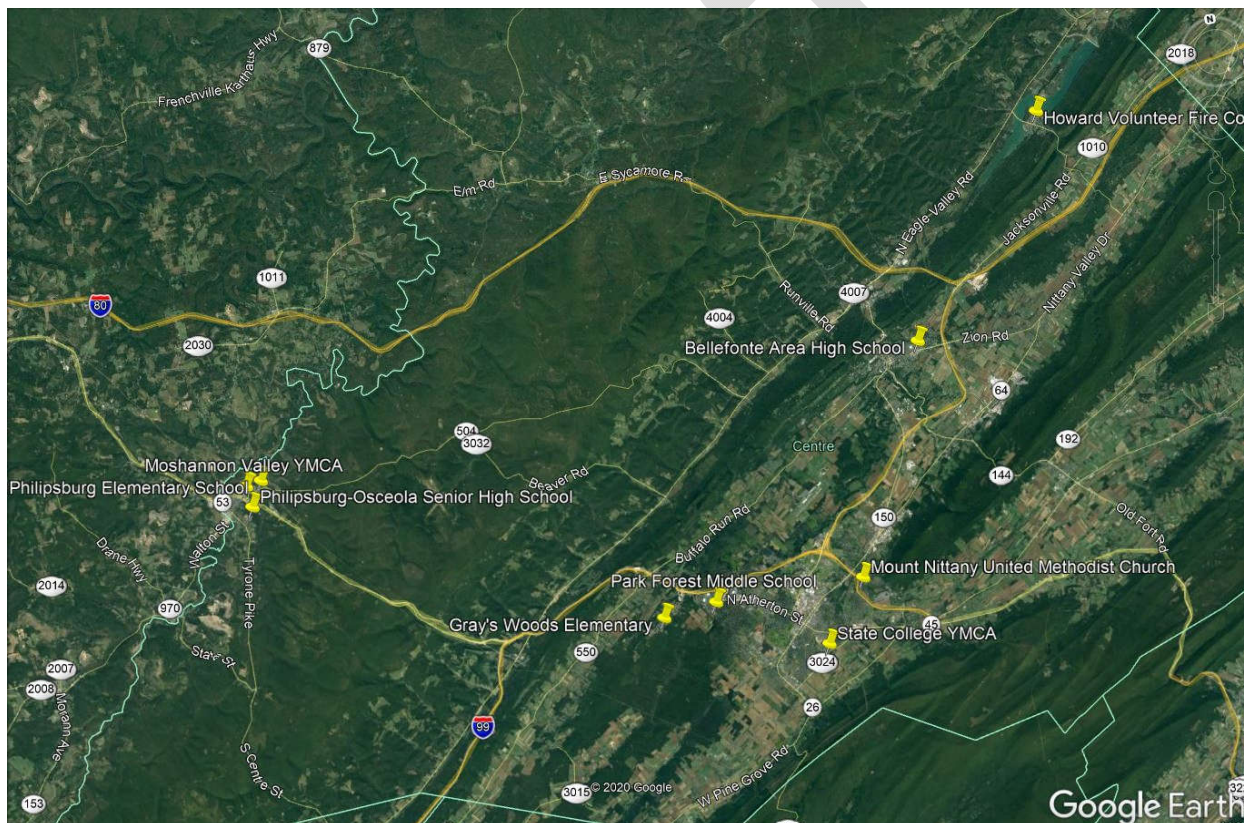 879
2018
Frenchville Karthaus Hwy
Howard Volunteer Fire Co
1010
E/m Rd
E Sycamore R
N Eagle Valley Rd
Jacksonville Rd
Nittany Valley Dr
1011
80
4007
Runville Rd
4004
2030
Bellefonte Area High School
Zion Rd
64
504
3032
Centre
192
Moshannon Valley YMCA
Philipsburg Elementary School
Philipsburg-Osceola Senior High School
Beaver Rd
144
53
150
Old Fort Rd
Drane Hwy
Walton St
Tyrone Pike
Buffalo Run Rd
Mount Nittany United Methodist Church
2014
Park Forest Middle School
N Atherton St
970
Gray's Woods Elementary
45
State College YMCA
550
State St
3024
2007
2008
Morann Ave
26
99
S Centre St
W Pine Grove Rd
3015
© 2020 Google
153
Google Earth